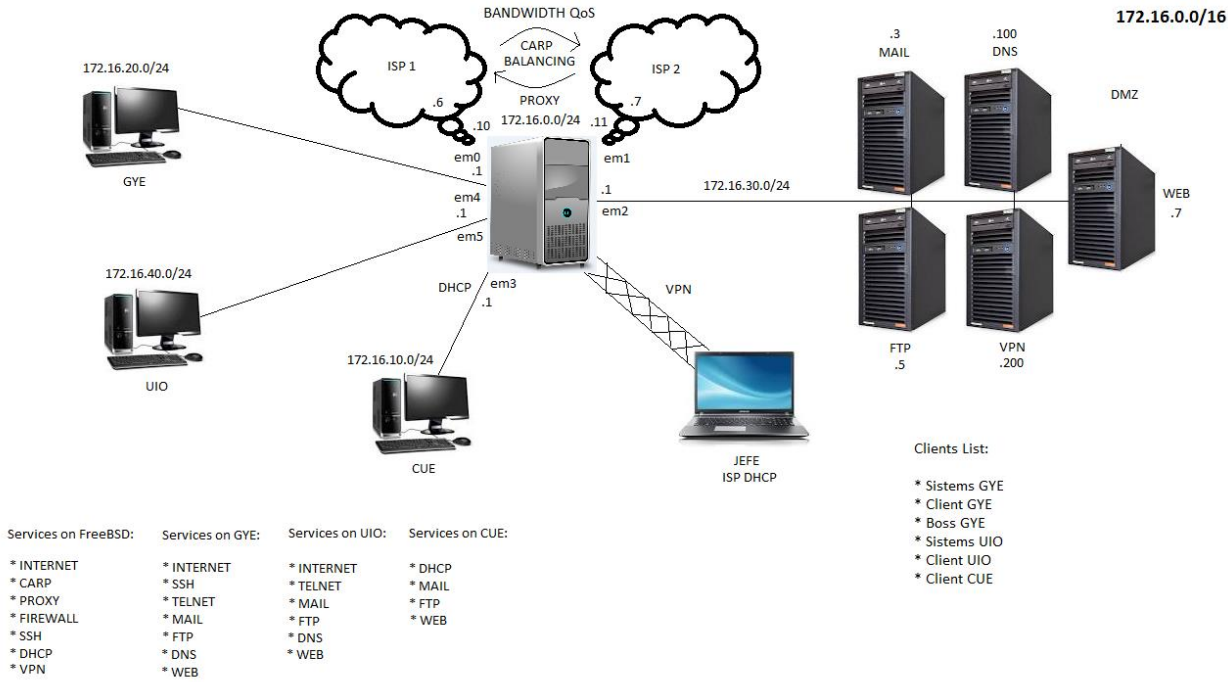 BANDWIDTH QoS
172.16.0.0/16
CARP
BALANCING
ISP 1
ISP 2
PROXY
172.16.0.0/24
.6
.7
.10
.11
172.16.20.0/24
GYE
em0
.1
em1
em4
.1
em5
.1
em2
172.16.30.0/24
.3
MAIL
.100
DNS
DMZ
WEB
.7
FTP
.5
VPN
.200
172.16.40.0/24
UIO
DHCP
em3
.1
172.16.10.0/24
CUE
VPN
JEFE
ISP DHCP
Clients List:
* Sistems GYE
* Client GYE
* Boss GYE
* Sistems UIO
* Client UIO
* Client CUE
Services on FreeBSD:
* INTERNET
* CARP
* PROXY
* FIREWALL
* SSH
* DHCP
* VPN
Services on GYE:
* INTERNET
* SSH
* TELNET
* MAIL
* FTP
* DNS
* WEB
Services on UIO:
* INTERNET
* TELNET
* MAIL
* FTP
* DNS
* WEB
Services on CUE:
* DHCP
* MAIL
* FTP
* WEB